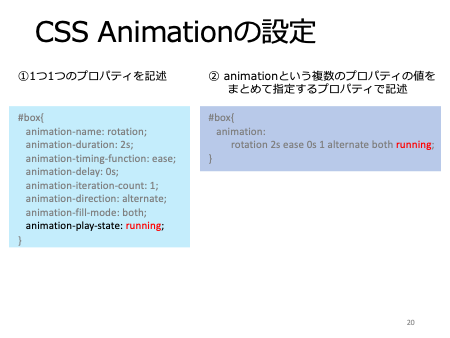 CSS Animationの設定
①1つ1つのプロパティを記述
#box{
animation-name: rotation;
animation-duration: 2s;
animation-timing-function: ease;
animation-delay: 0s;
animation-iteration-count: 1;
animation-direction: alternate;
animation-fill-mode: both;
animation-play-state: running;
}
② animationという複数のプロパティの値を
まとめて指定するプロパティで記述
#box{
animation:
rotation 2s ease 0s 1 alternate both running;
}
20